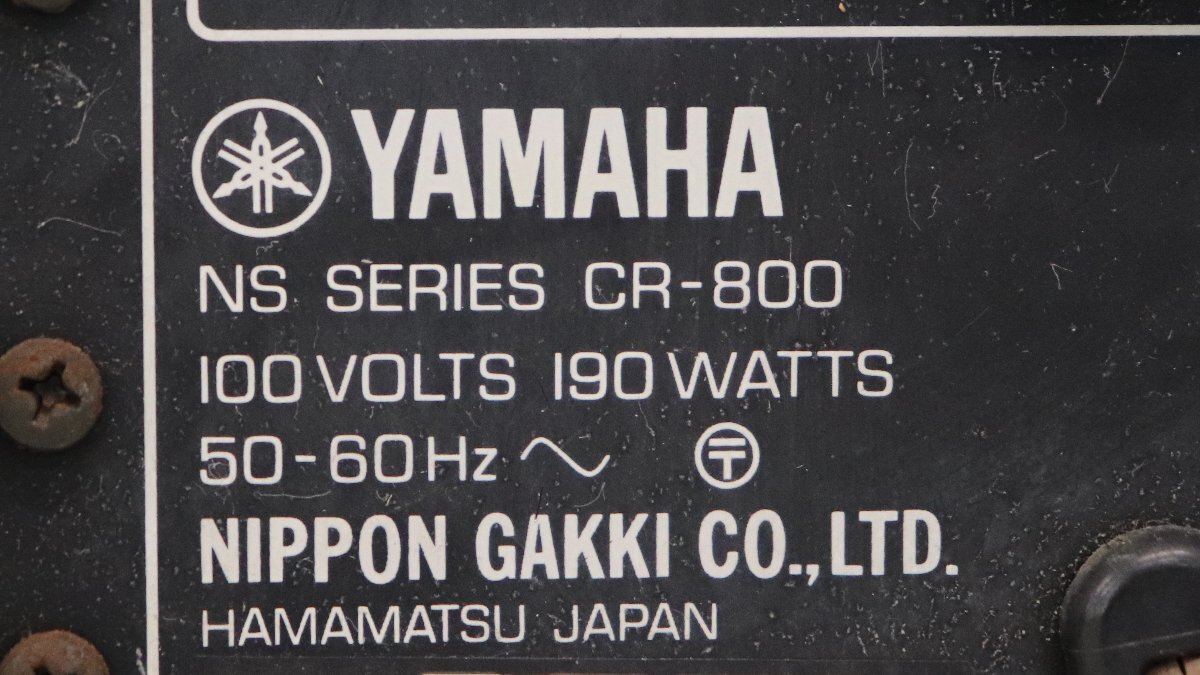 YAMAHA
NS SERIES CR-800
100 VOLTS 190 WATTS
50-60Hz ~ 〒
NIPPON GAKKI CO.,LTD.
HAMAMATSU JAPAN